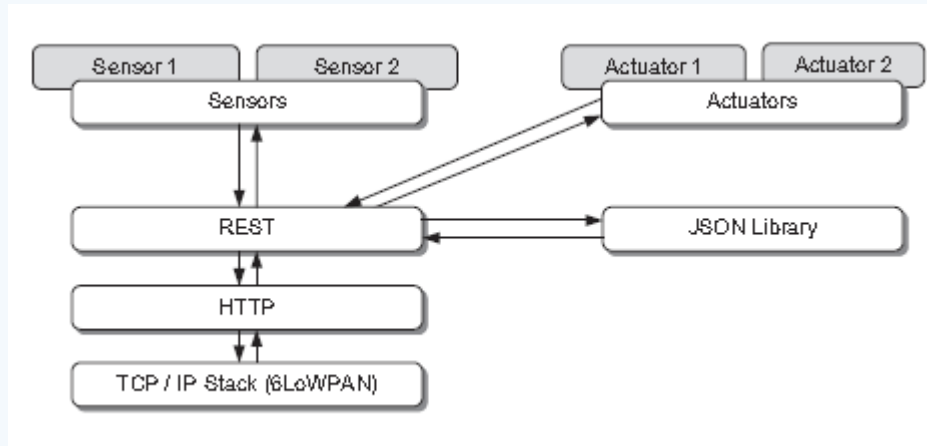 Sensor 1
Sensor 2
Actuator 1
Actuator 2
Sensors
Actuators
REST
JSON Library
HTTP
TCP / IP Stack (6LoWPAN)